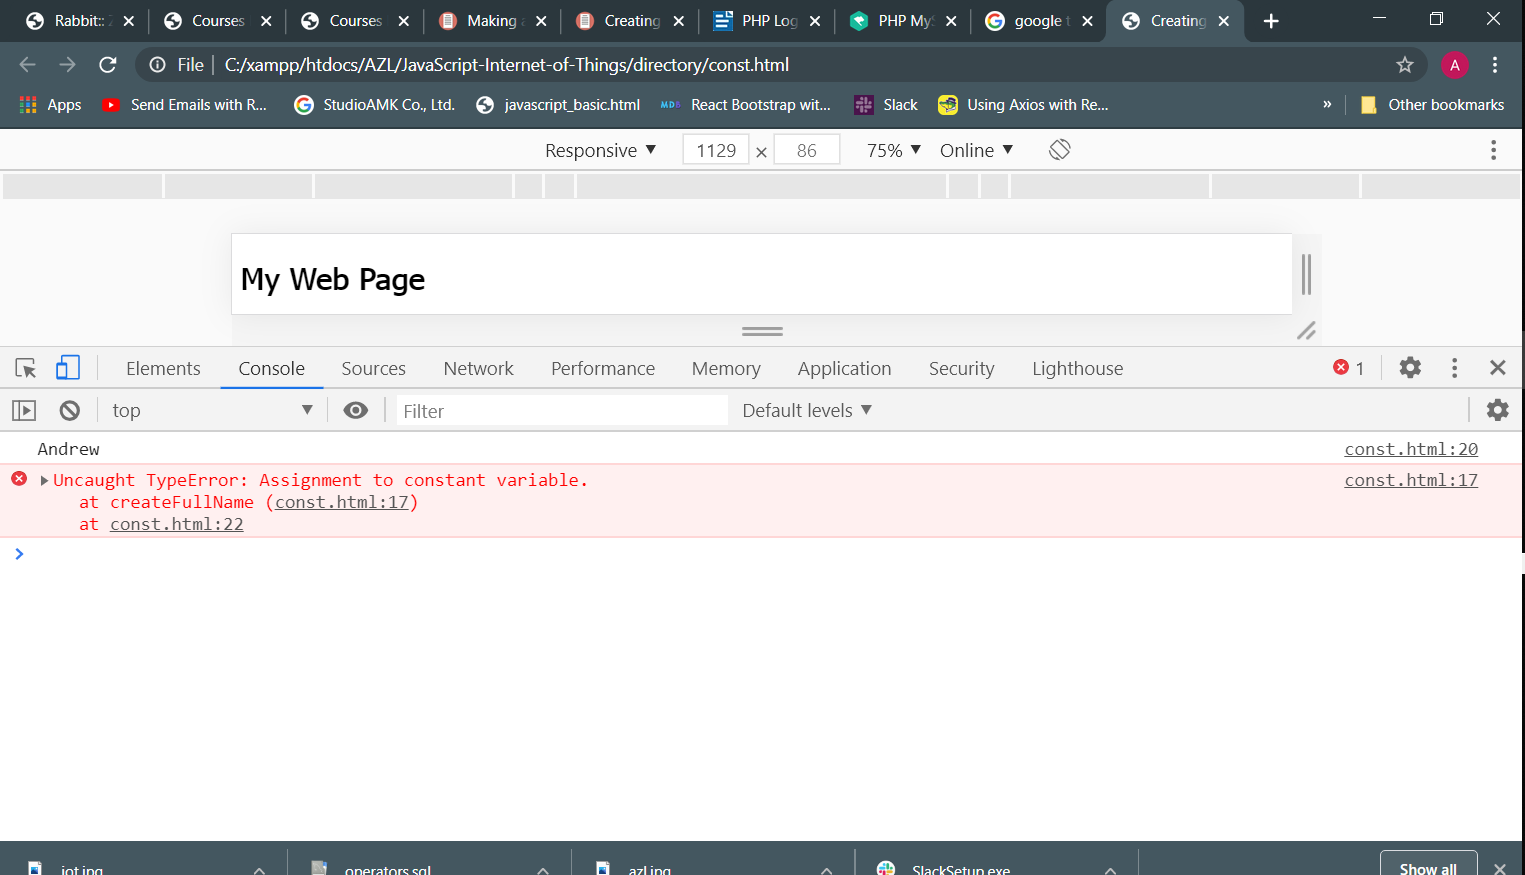 Rabbit:: Courses Courses Making Creating PHP Log PHP My google t Creating
File C:/xampp/htdocs/AZL/JavaScript-Internet-of-Things/directory/const.html A
Apps Send Emails with R... StudioAMK Co., Ltd. javascript_basic.html MDB React Bootstrap wit... Slack Using Axios with Re... » Other bookmarks
Responsive ▼ 1129 × 86 75% ▼ Online ▼
My Web Page
Elements Console Sources Network Performance Memory Application Security Lighthouse 1
top ▼ Filter Default levels ▼
Andrew const.html:20
Uncaught TypeError: Assignment to constant variable. const.html:17
at createFullName (const.html:17)
at const.html:22
iot.jpg operators.sql azl.jpg SlackSetup.exe Show all